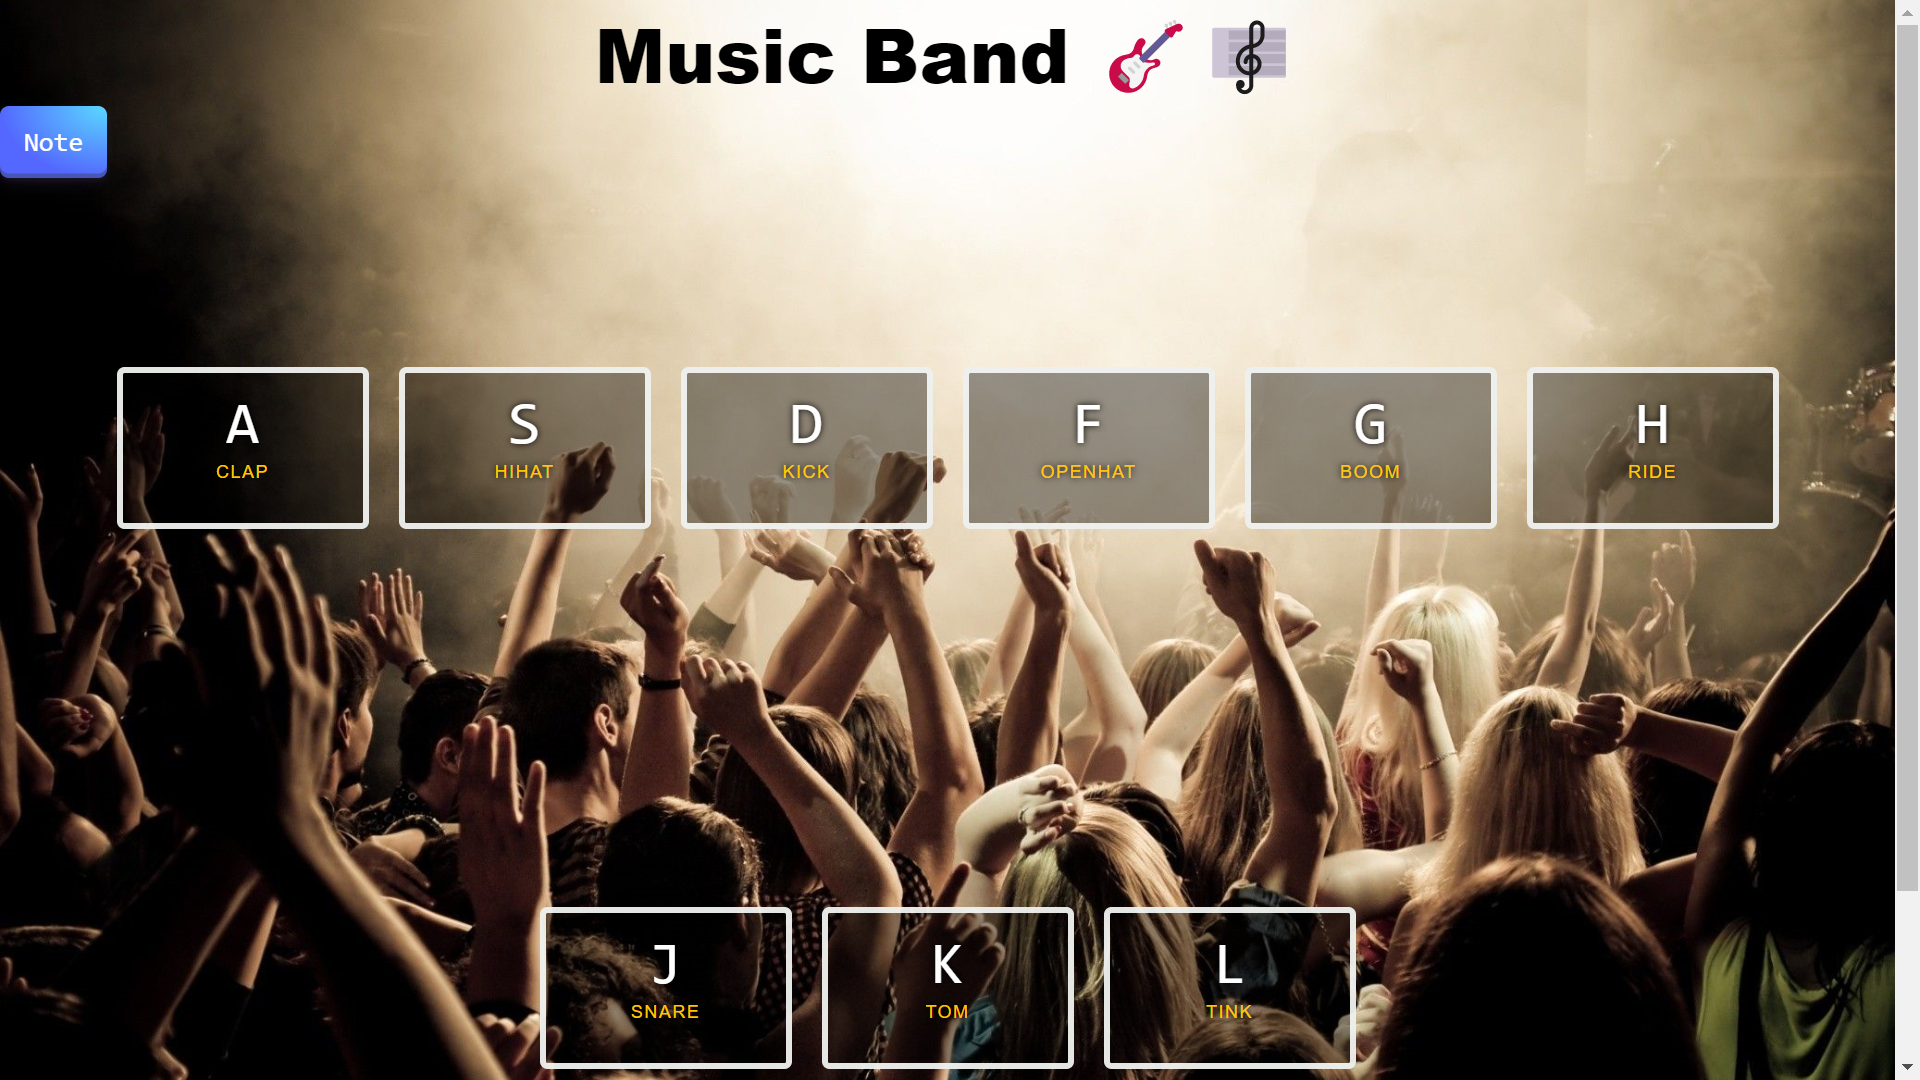 Music Band 🎸 🎼
Note
A S D F G H
CLAP HIHAT KICK OPENHAT BOOM RIDE
J K L
SNARE TOM TINK